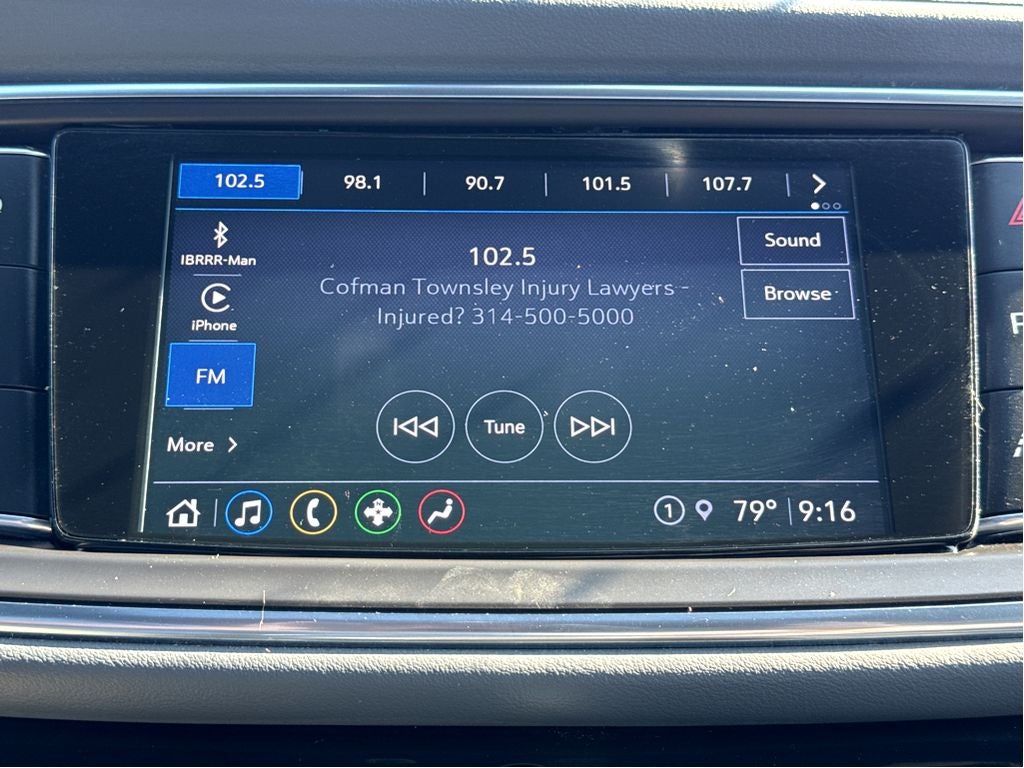 102.5 98.1 90.7 101.5 107.7
IBRRR-Man
102.5
Sound
Cofman Townsley Injury Lawyers -
Injured? 314-500-5000
Browse
iPhone
FM
More
Tune
1 79° 9:16